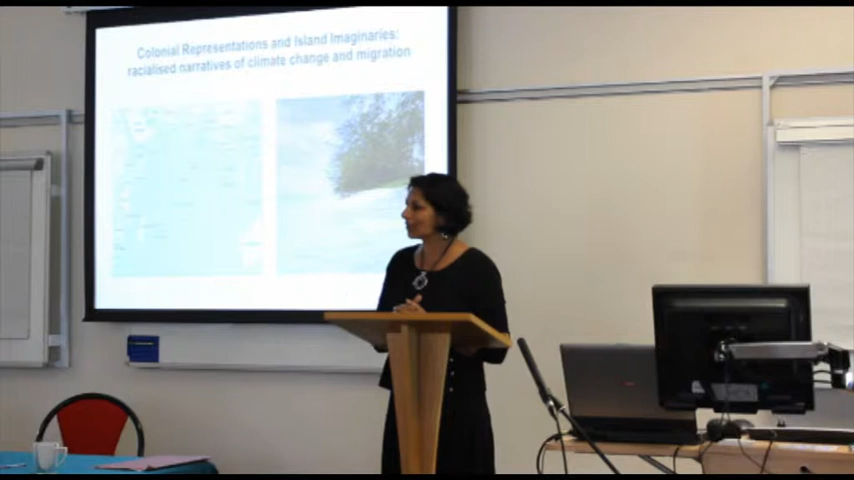 Colonial Representations and Island Imaginaries:
racialised narratives of climate change and migration